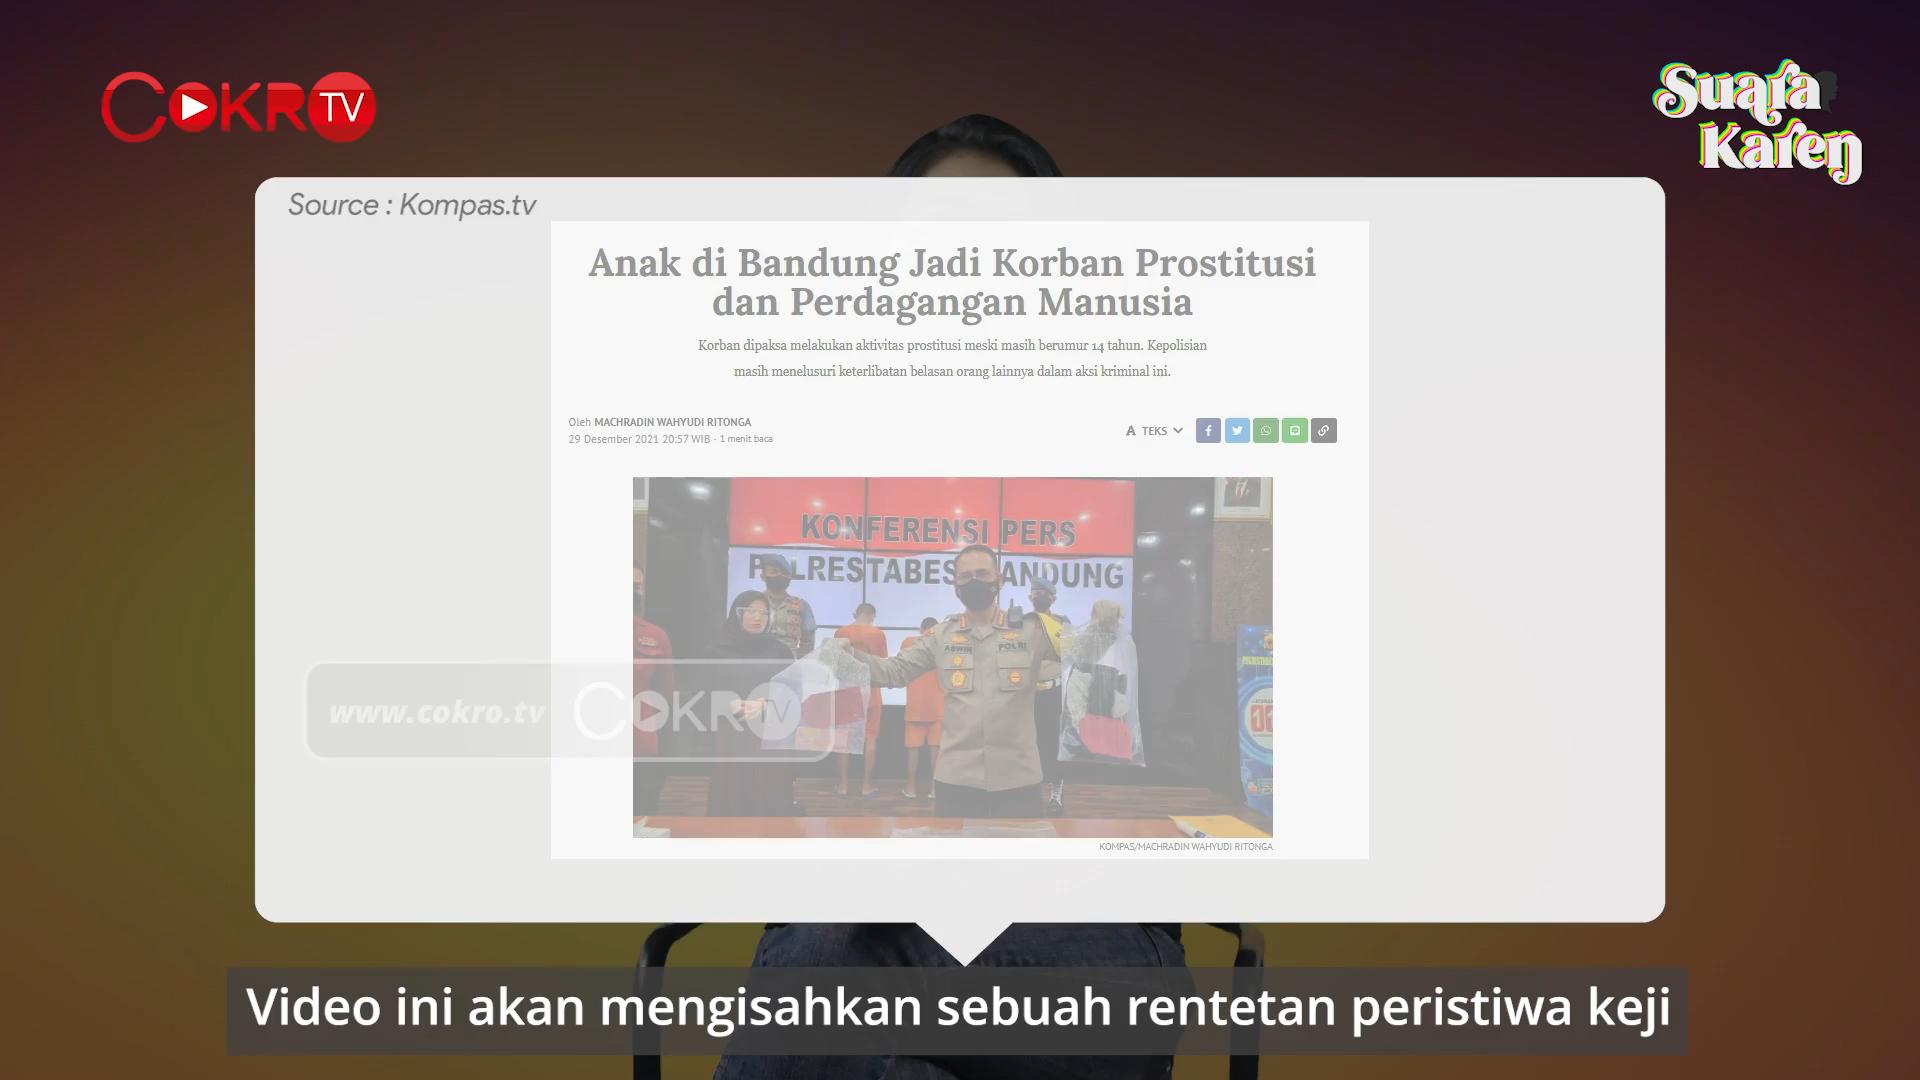 COKRO TV
Suara
Karen
Source : Kompas.tv
Anak di Bandung Jadi Korban Prostitusi
dan Perdagangan Manusia
Korban dipaksa melakukan aktivitas prostitusi meski masih berumur 14 tahun. Kepolisian
masih menelusuri keterlibatan belasan orang lainnya dalam aksi kriminal ini.
Oleh MACHRADIN WAHYUDI RITONGA
29 Desember 2021 20:57 WIB · 1 menit baca
A TEKS
KONFERENSI PERS
POLRESTABES BANDUNG
ASWIN
POLRI
www.cokro.tv COKRO TV
KOMPAS/MACHRADIN WAHYUDI RITONGA
Video ini akan mengisahkan sebuah rentetan peristiwa keji